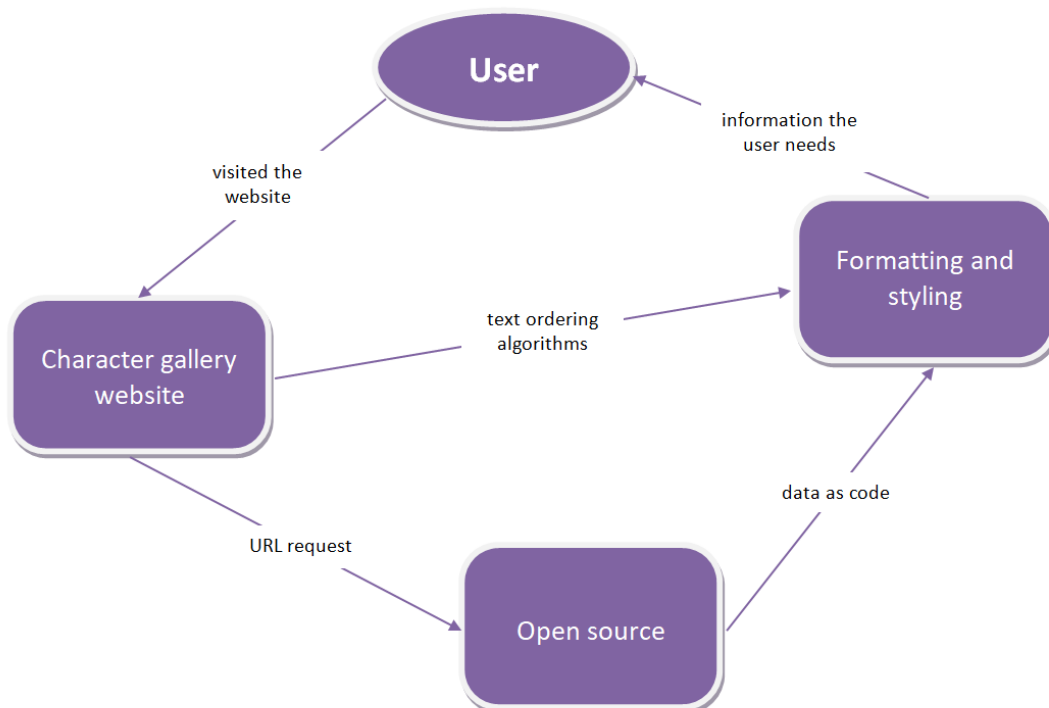 User
information the
user needs
visited the
website
Formatting and
styling
text ordering
algorithms
Character gallery
website
data as code
URL request
Open source